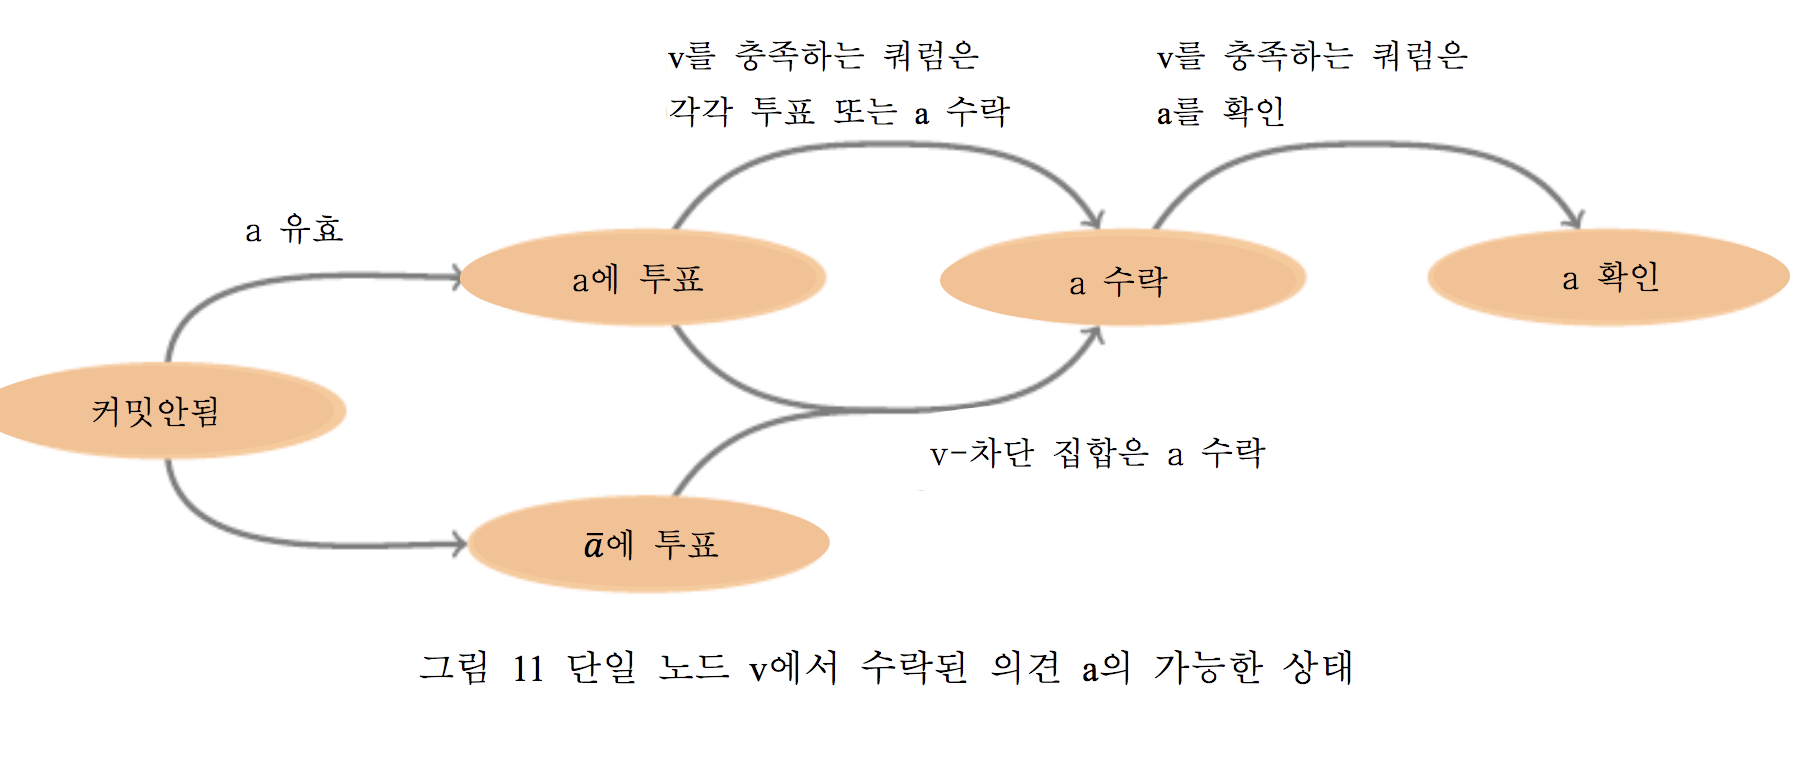 v를 충족하는 쿼럼은
각각 투표 또는 a 수락
v를 충족하는 쿼럼은
a를 확인
a 유효
a에 투표
a 수락
a 확인
커밋안됨
v-차단 집합은 a 수락
a̅에 투표
그림 11 단일 노드 v에서 수락된 의견 a의 가능한 상태